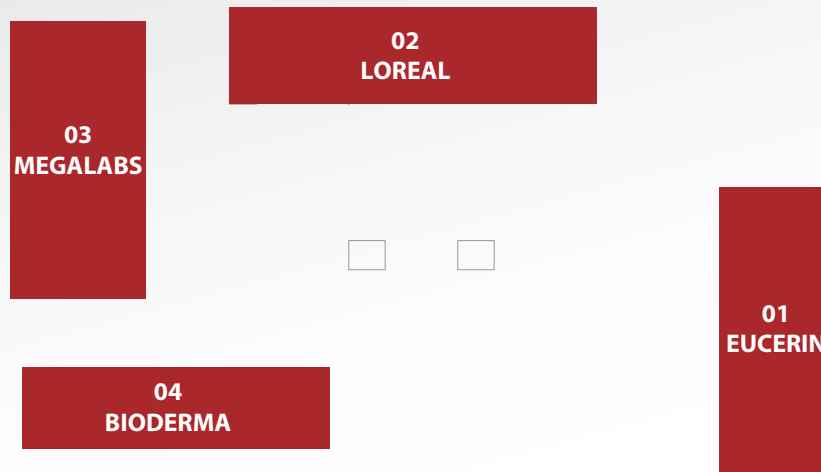 02
LOREAL
03
MEGALABS
01
EUCERIN
04
BIODERMA